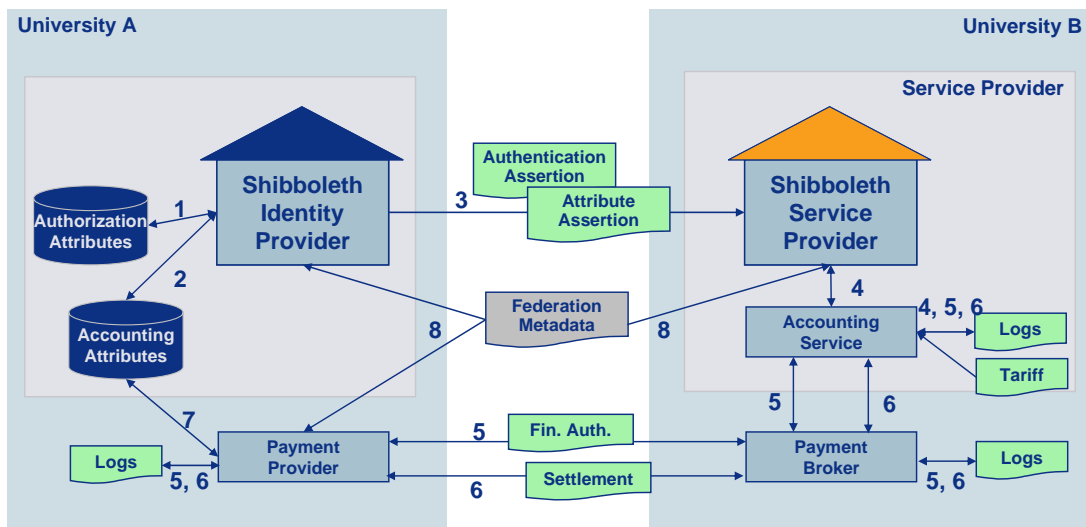 University A
University B
Service Provider
Authentication
Assertion
Shibboleth
Identity
Provider
3
Attribute
Assertion
Shibboleth
Service
Provider
1
Authorization
Attributes
2
4
Accounting
Attributes
8
Federation
Metadata
8
Accounting
Service
4, 5, 6
Logs
Tariff
5
6
7
5
Fin. Auth.
Logs
5, 6
Payment
Provider
6
Settlement
Payment
Broker
Logs
5, 6